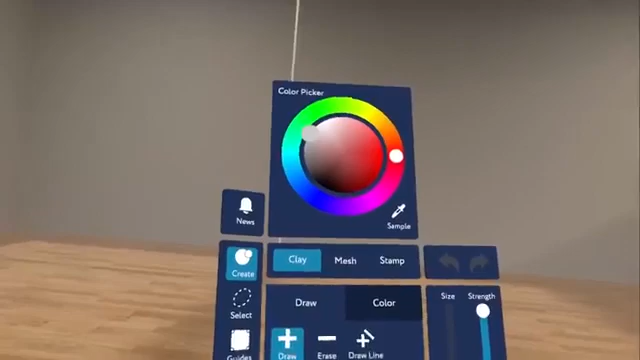 Color Picker
Sample
News
Clay Mesh Stamp
Create
Draw Color
Size Strength
Select
Draw Erase Draw Line
Guides